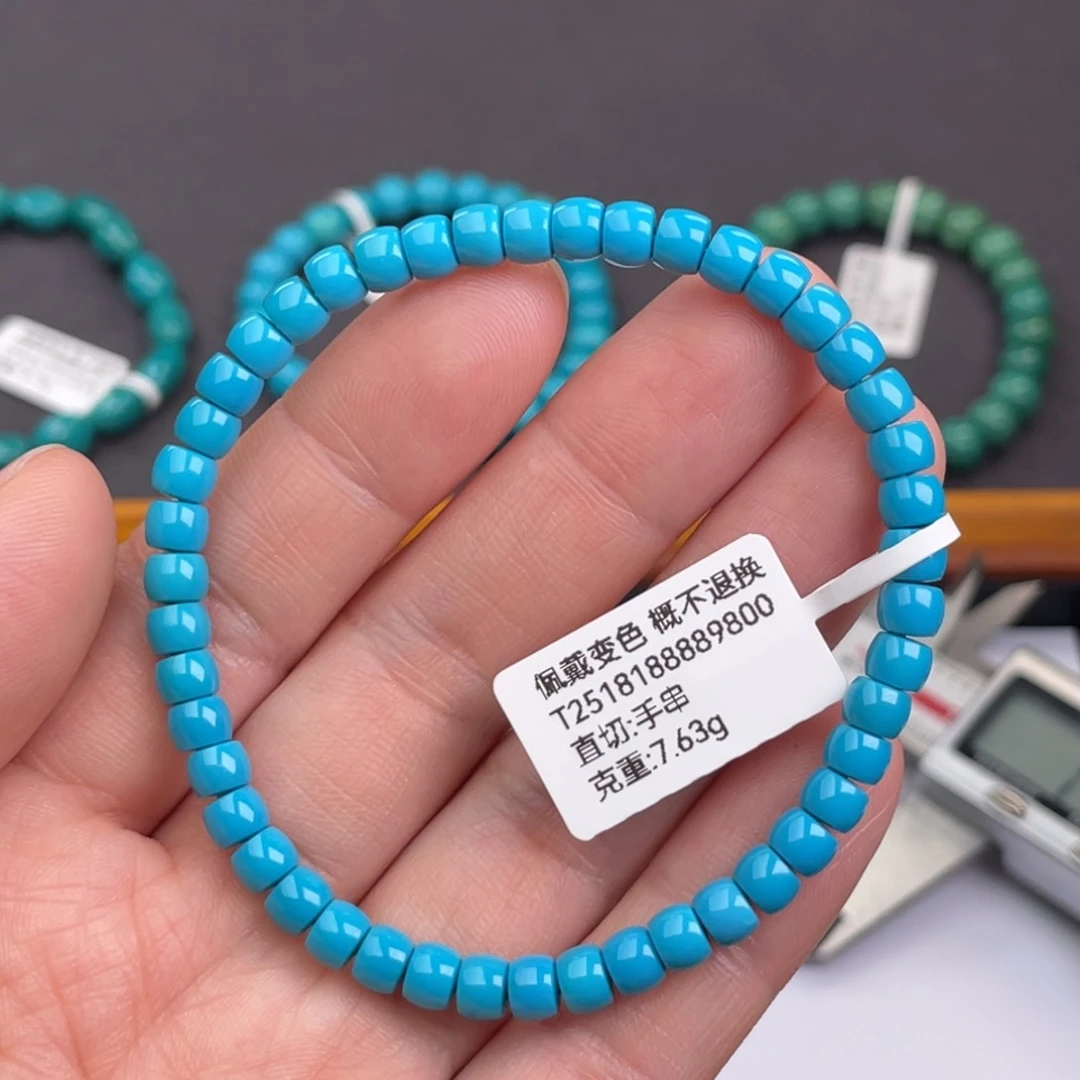 佩戴变色 概不退换
T2518188889800
直切:手串
克重:7.63g